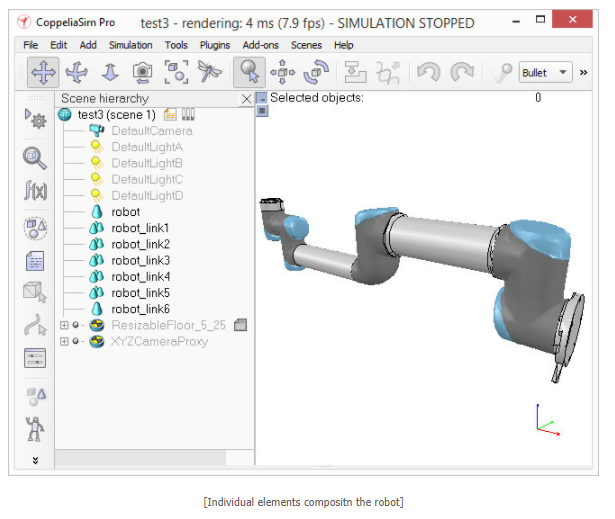 CoppeliaSim Pro
test3 - rendering: 4 ms (7.9 fps) - SIMULATION STOPPED
File Edit Add Simulation Tools Plugins Add-ons Scenes Help
Bullet
»
Scene hierarchy
Selected objects: 0
test3 (scene 1)
DefaultCamera
DefaultLightA
DefaultLightB
DefaultLightC
DefaultLightD
robot
robot_link1
robot_link2
robot_link3
robot_link4
robot_link5
robot_link6
ResizableFloor_5_25
XYZCameraProxy
f(x)
[Individual elements compositn the robot]